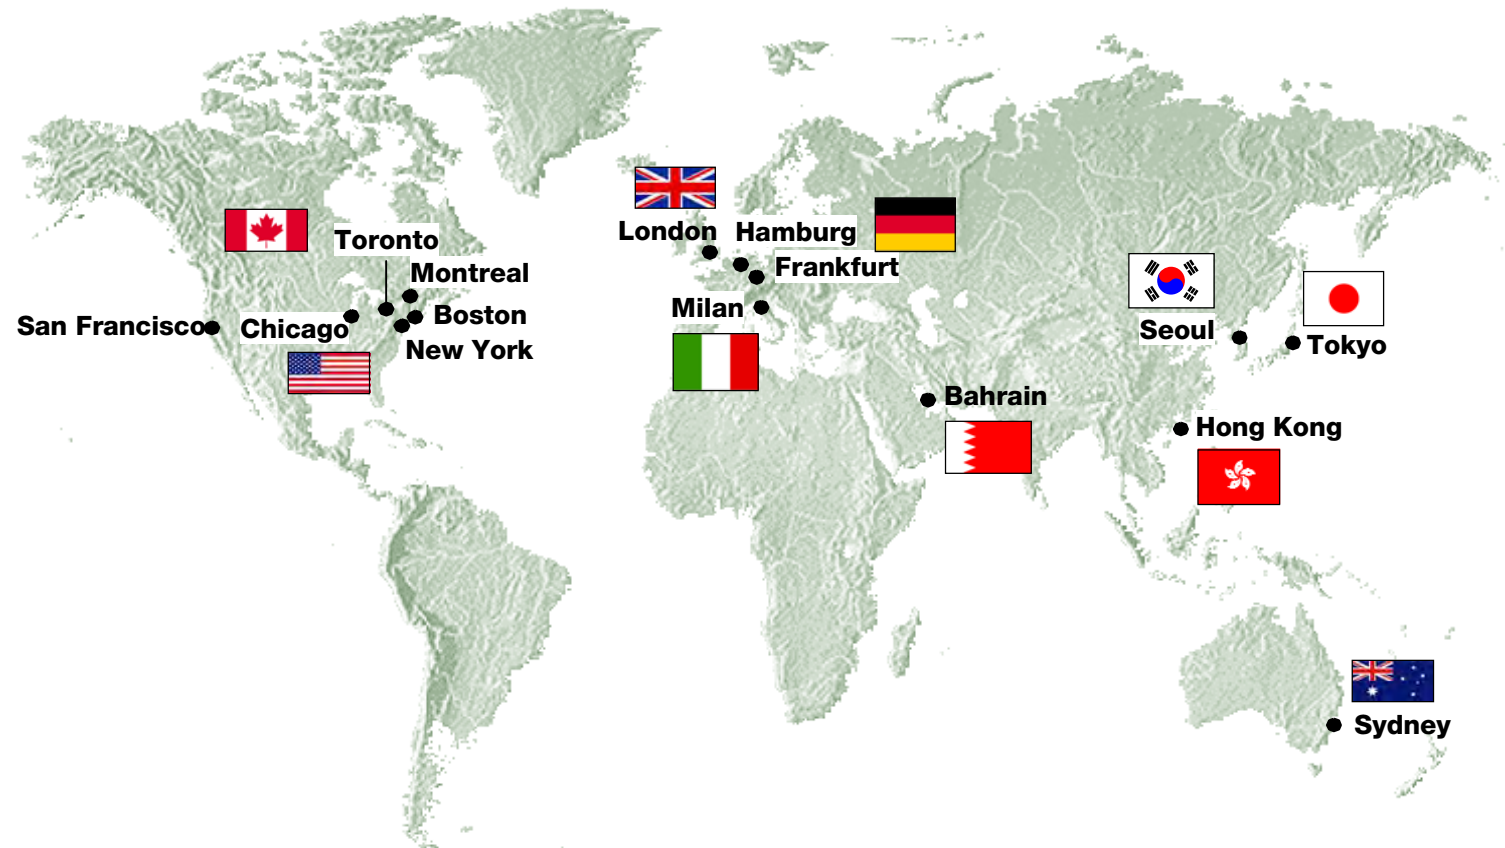 London
Hamburg
Toronto
Frankfurt
Montreal
Milan
Boston
San Francisco
Chicago
Seoul
New York
Tokyo
Bahrain
Hong Kong
Sydney